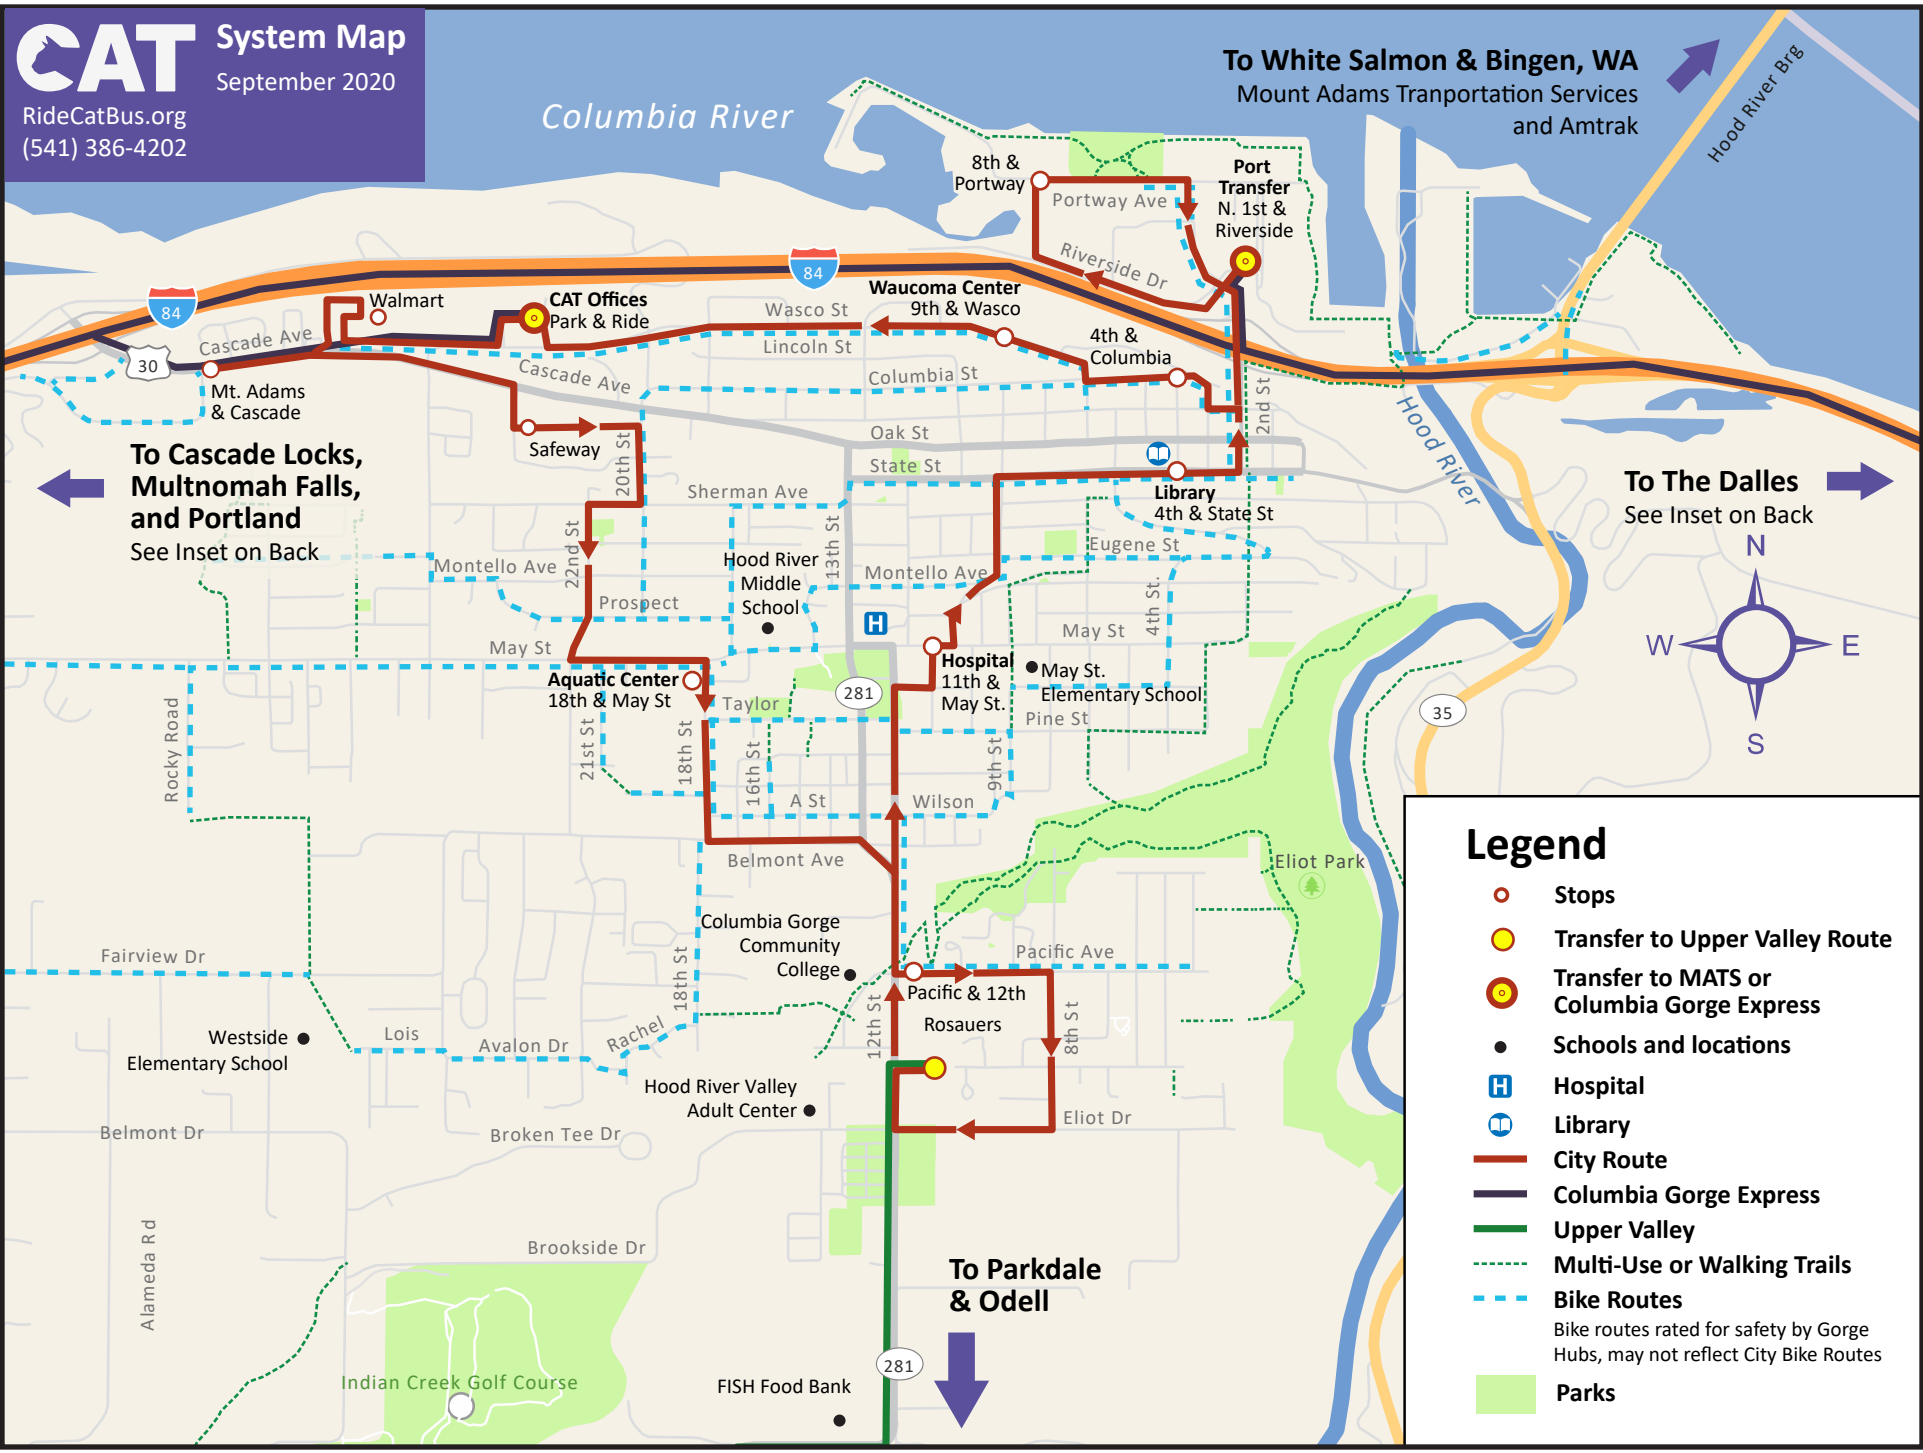 CAT
System Map
September 2020
RideCatBus.org
(541) 386-4202
Columbia River
To White Salmon & Bingen, WA
Mount Adams Tranportation Services
and Amtrak
Hood River Brg
8th &
Portway
Portway Ave
Port
Transfer
N. 1st &
Riverside
Riverside Dr
84
84
Walmart
CAT Offices
Park & Ride
Waucoma Center
9th & Wasco
Wasco St
Lincoln St
4th &
Columbia
Cascade Ave
30
Mt. Adams
& Cascade
Cascade Ave
Columbia St
2nd St
Hood River
Oak St
State St
Safeway
20th St
To Cascade Locks,
Multnomah Falls,
and Portland
See Inset on Back
Sherman Ave
Library
4th & State St
To The Dalles
See Inset on Back
22nd St
13th St
Hood River
Middle
School
Montello Ave
Montello Ave
Eugene St
Prospect
4th St.
H
May St
May St
N
W
E
S
Hospital
11th &
May St.
May St.
Elementary School
Aquatic Center
18th & May St
281
Taylor
Pine St
35
Rocky Road
21st St
18th St
16th St
9th St
A St
Wilson
Belmont Ave
Eliot Park
Columbia Gorge
Community
College
Fairview Dr
18th St
Pacific Ave
Pacific & 12th
12th St
8th St
Rosauers
Westside
Elementary School
Lois
Avalon Dr
Rachel
Hood River Valley
Adult Center
Eliot Dr
Belmont Dr
Broken Tee Dr
Alameda Rd
Brookside Dr
To Parkdale
& Odell
281
Indian Creek Golf Course
FISH Food Bank
Legend
Stops
Transfer to Upper Valley Route
Transfer to MATS or
Columbia Gorge Express
Schools and locations
H Hospital
Library
City Route
Columbia Gorge Express
Upper Valley
Multi-Use or Walking Trails
Bike Routes
Bike routes rated for safety by Gorge
Hubs, may not reflect City Bike Routes
Parks